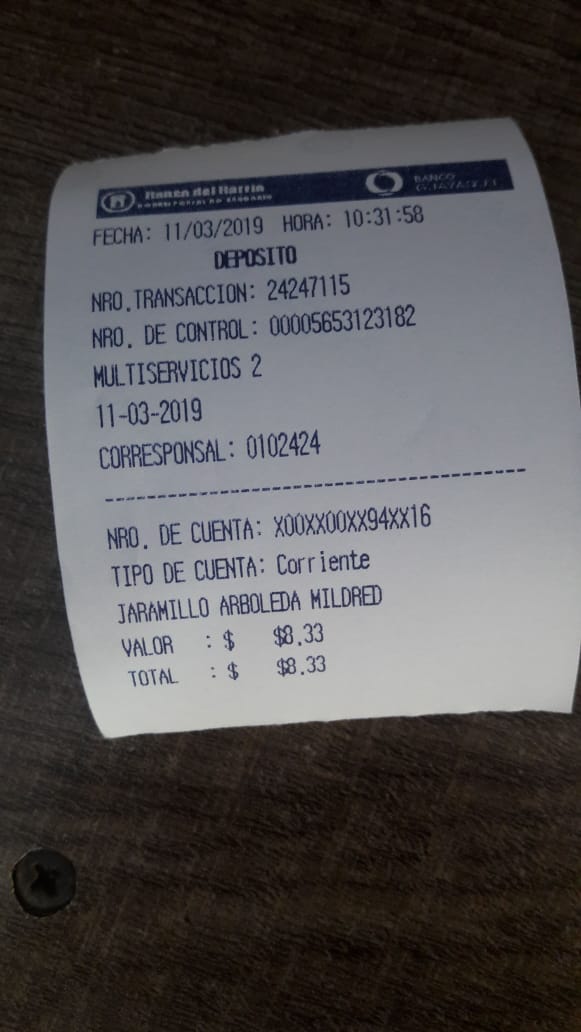 Banco del Barrio
BANCO
GUAYAQUIL
FECHA: 11/03/2019 HORA: 10:31:58
DEPOSITO
NRO.TRANSACCION: 24247115
NRO. DE CONTROL: 00005653123182
MULTISERVICIOS 2
11-03-2019
CORRESPONSAL: 0102424
NRO. DE CUENTA: X00XX00XX94XX16
TIPO DE CUENTA: Corriente
JARAMILLO ARBOLEDA MILDRED
VALOR : $ $8.33
TOTAL : $ $8.33